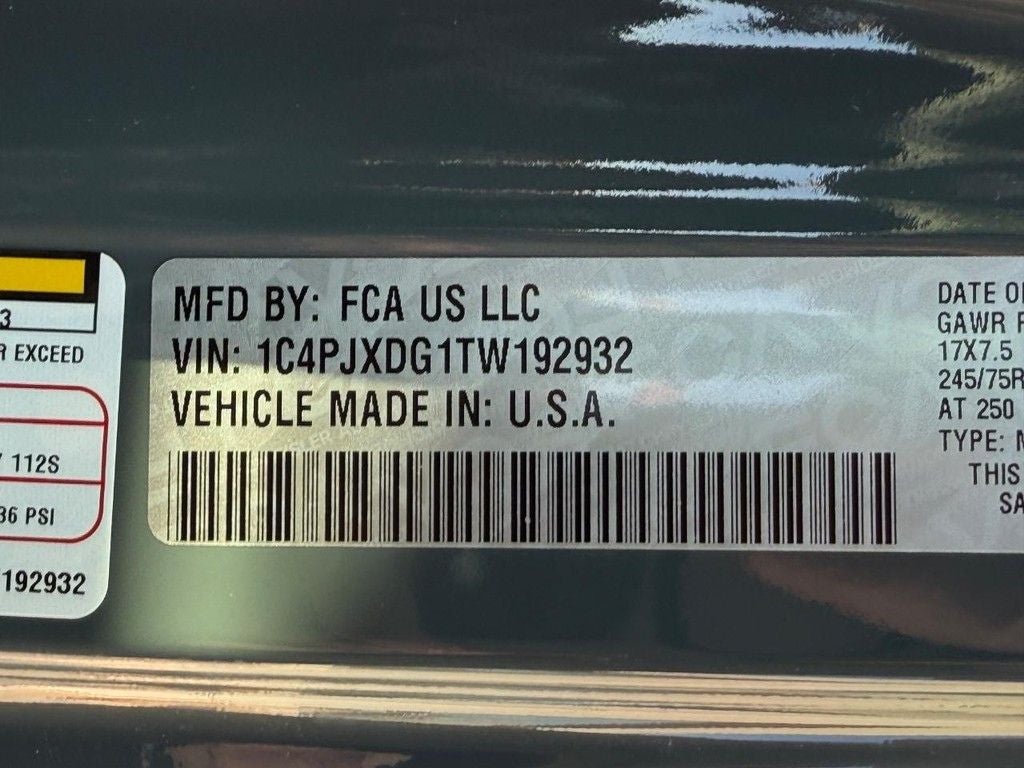 3
R EXCEED
112S
36 PSI
192932
MFD BY: FCA US LLC
VIN: 1C4PJXDG1TW192932
VEHICLE MADE IN: U.S.A.
DATE O
GAWR F
17X7.5
245/75R
AT 250
TYPE: M
THIS
SA